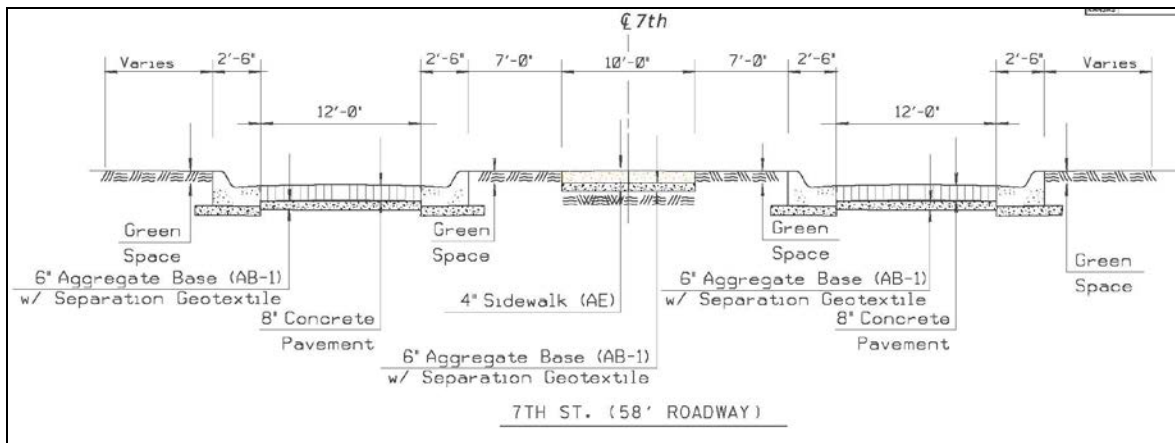 ℄ 7th
Varies 2'-6" 2'-6" 7'-0" 10'-0" 7'-0" 2'-6" 2'-6" Varies
12'-0" 12'-0"
Green
Space
Green
Space
Green
Space
Green
Space
6" Aggregate Base (AB-1)
w/ Separation Geotextile
6" Aggregate Base (AB-1)
w/ Separation Geotextile
4" Sidewalk (AE)
8" Concrete
Pavement
8" Concrete
Pavement
6" Aggregate Base (AB-1)
w/ Separation Geotextile
7TH ST. (58' ROADWAY)